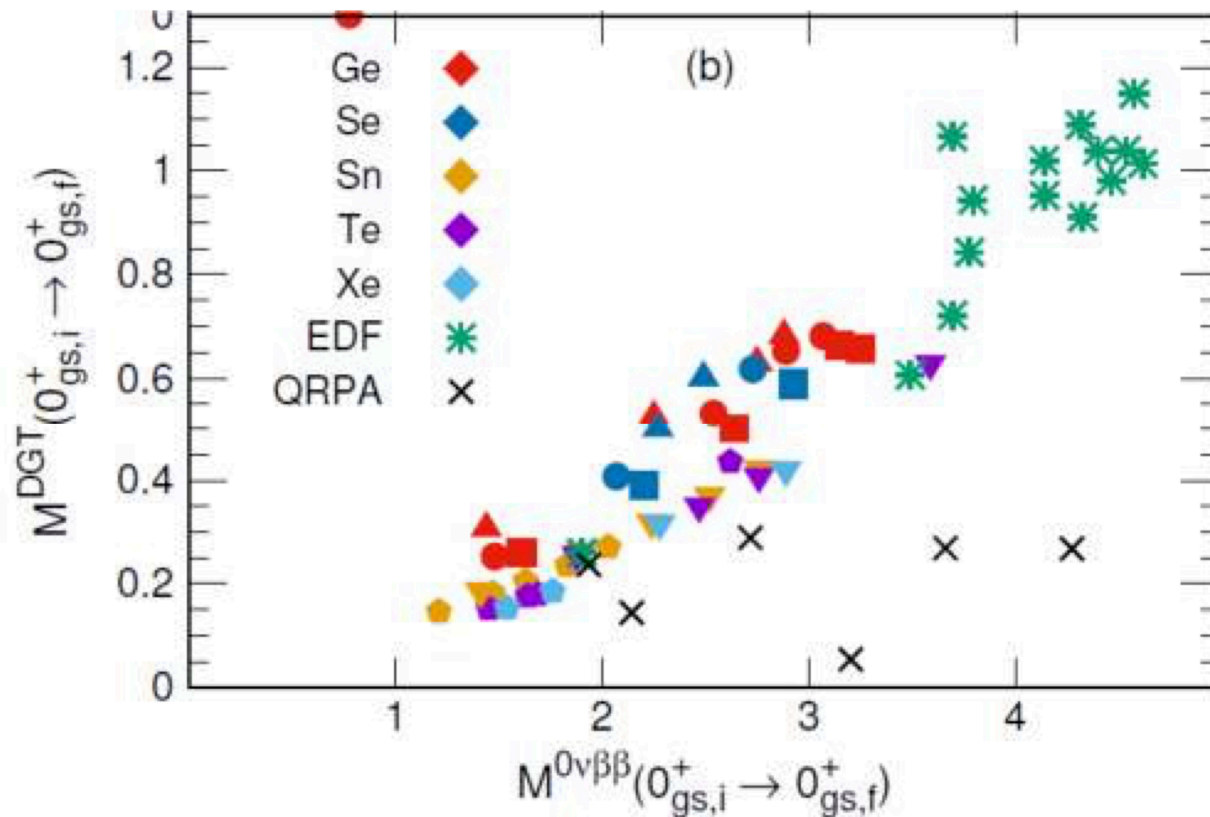 0
1.2
1
0.8
0.6
0.4
0.2
0
(b)
Ge
Se
Sn
Te
Xe
EDF
QRPA
M^DGT(0^+_gs,i → 0^+_gs,f)
1 2 3 4
M^0νββ(0^+_gs,i → 0^+_gs,f)